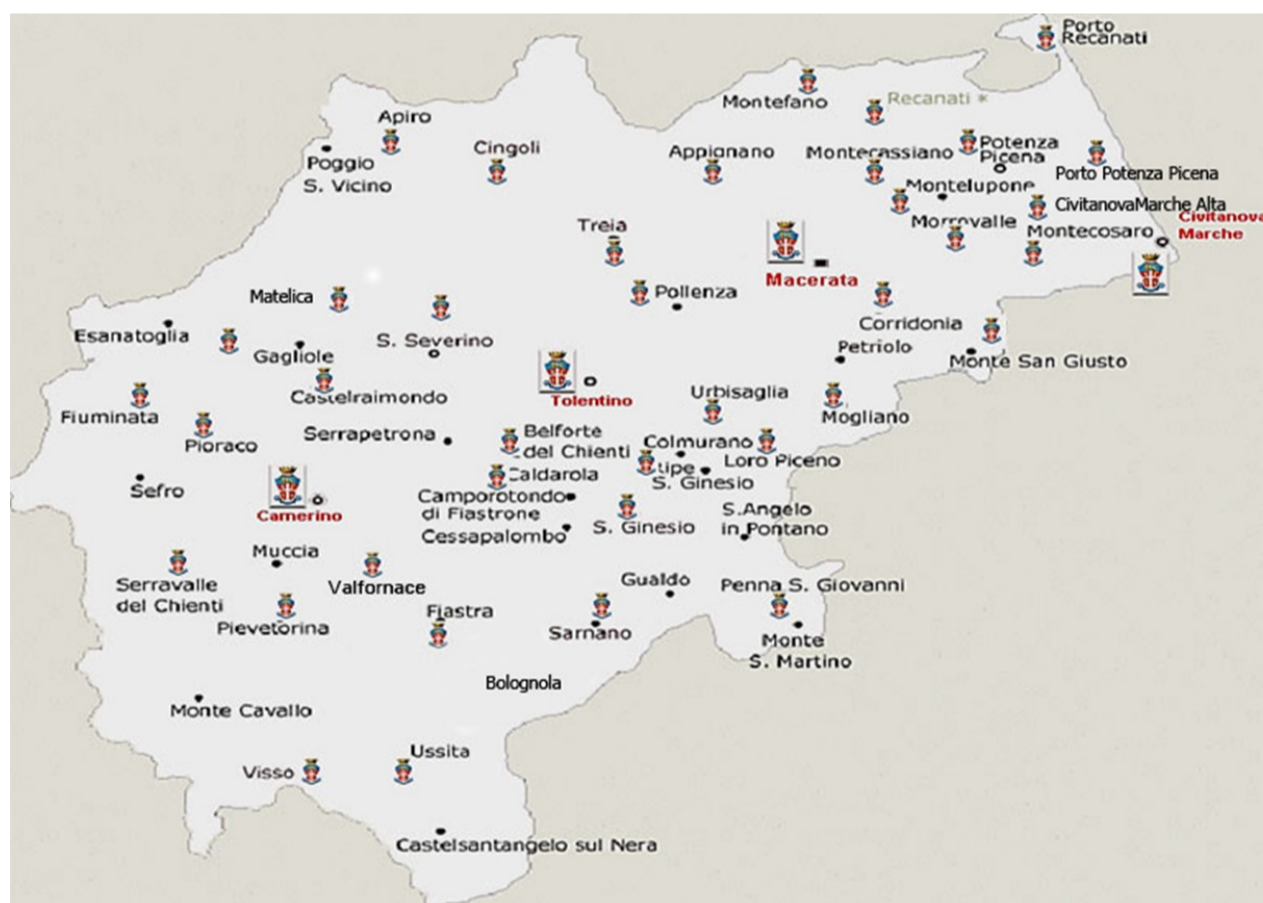 Porto
Recanati
Montefano
Recanati *
Apiro
Cingoli
Appignano
Montecassiano
Potenza
Picena
Poggio
S. Vicino
Porto Potenza Picena
Montelupone
CivitanovaMarche Alta
Civitanova
Marche
Treia
Morrovalle
Montecosaro
Macerata
Matelica
Pollenza
Corridonia
Esanatoglia
Gagliole
S. Severino
Petriolo
Monte San Giusto
Castelraimondo
Tolentino
Urbisaglia
Fiuminata
Mogliano
Pioraco
Serrapetrona
Belforte
del Chienti
Colmurano
Loro Piceno
Caldarola
S. Ginesio
Sefro
Camporotondo
di Fiastrone
Camerino
S. Ginesio
S.Angelo
in Pontano
Cessapalombo
Muccia
Serravalle
del Chienti
Valfornace
Gualdo
Penna S. Giovanni
Pievetorina
Fiastra
Sarnano
Monte
S. Martino
Bolognola
Monte Cavallo
Visso
Ussita
Castelsantangelo sul Nera